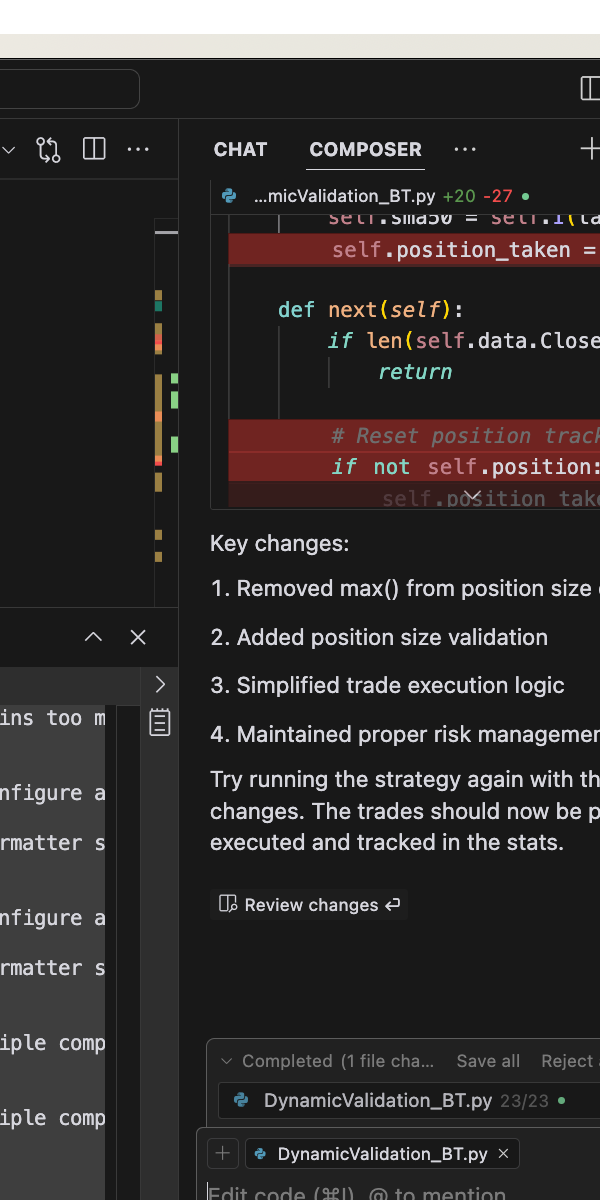 CHAT COMPOSER ...
...micValidation_BT.py +20 -27
self.sma50 = self.I(ta
self.position_taken =
def next(self):
if len(self.data.Close
return
# Reset position track
if not self.position:
self.position_take
Key changes:
1. Removed max() from position size
2. Added position size validation
3. Simplified trade execution logic
4. Maintained proper risk managemen
Try running the strategy again with th
changes. The trades should now be p
executed and tracked in the stats.
Review changes
ins too m
nfigure a
rmatter s
nfigure a
rmatter s
iple comp
iple comp
Completed (1 file cha... Save all Reject
DynamicValidation_BT.py 23/23
DynamicValidation_BT.py
Edit code (⌘I), @ to mention